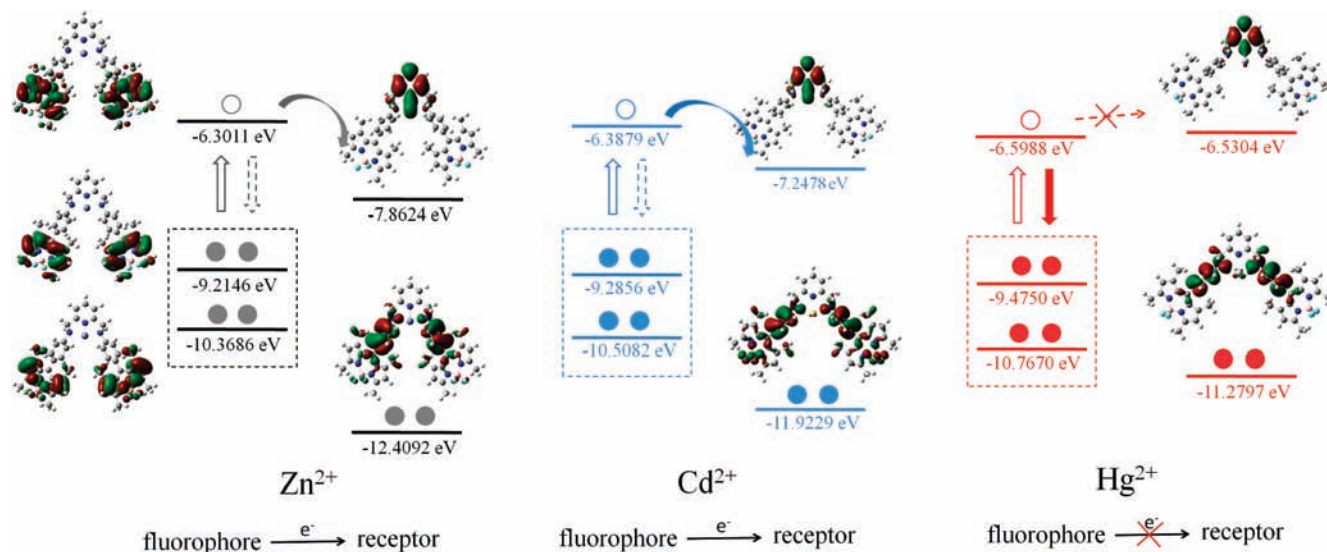 -6.3011 eV
-9.2146 eV
-10.3686 eV
-7.8624 eV
-12.4092 eV
Zn²⁺
fluorophore e⁻ receptor
-6.3879 eV
-9.2856 eV
-10.5082 eV
-7.2478 eV
-11.9229 eV
Cd²⁺
fluorophore e⁻ receptor
-6.5988 eV
-9.4750 eV
-10.7670 eV
-6.5304 eV
-11.2797 eV
Hg²⁺
fluorophore e⁻ receptor